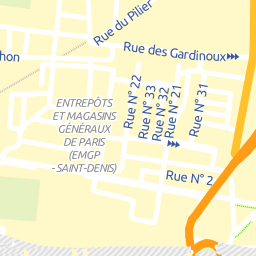 Rue du Pilier
Rue des Gardinoux
hon
Rue N° 22
Rue N° 33
Rue N° 32
Rue N° 21
Rue N° 31
ENTREPÔTS
ET MAGASINS
GÉNÉRAUX
DE PARIS
(EMGP
- SAINT-DENIS)
Rue N° 2